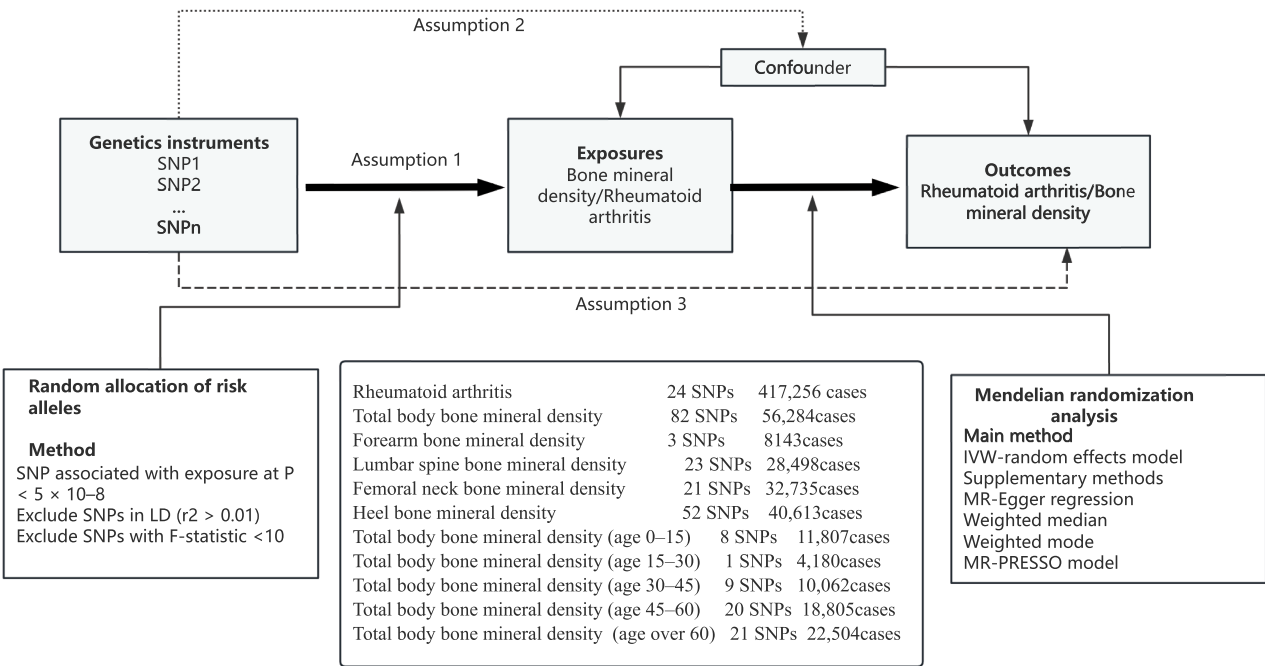 Assumption 2
Confounder
Genetics instruments
SNP1
SNP2
...
SNPn
Assumption 1
Exposures
Bone mineral
density/Rheumatoid
arthritis
Outcomes
Rheumatoid arthritis/Bone
mineral density
Assumption 3
Random allocation of risk
alleles
Method
SNP associated with exposure at P
< 5 × 10–8
Exclude SNPs in LD (r2 > 0.01)
Exclude SNPs with F-statistic <10
Rheumatoid arthritis 24 SNPs 417,256 cases
Total body bone mineral density 82 SNPs 56,284cases
Forearm bone mineral density 3 SNPs 8143cases
Lumbar spine bone mineral density 23 SNPs 28,498cases
Femoral neck bone mineral density 21 SNPs 32,735cases
Heel bone mineral density 52 SNPs 40,613cases
Total body bone mineral density (age 0–15) 8 SNPs 11,807cases
Total body bone mineral density (age 15–30) 1 SNPs 4,180cases
Total body bone mineral density (age 30–45) 9 SNPs 10,062cases
Total body bone mineral density (age 45–60) 20 SNPs 18,805cases
Total body bone mineral density (age over 60) 21 SNPs 22,504cases
Mendelian randomization
analysis
Main method
IVW-random effects model
Supplementary methods
MR-Egger regression
Weighted median
Weighted mode
MR-PRESSO model